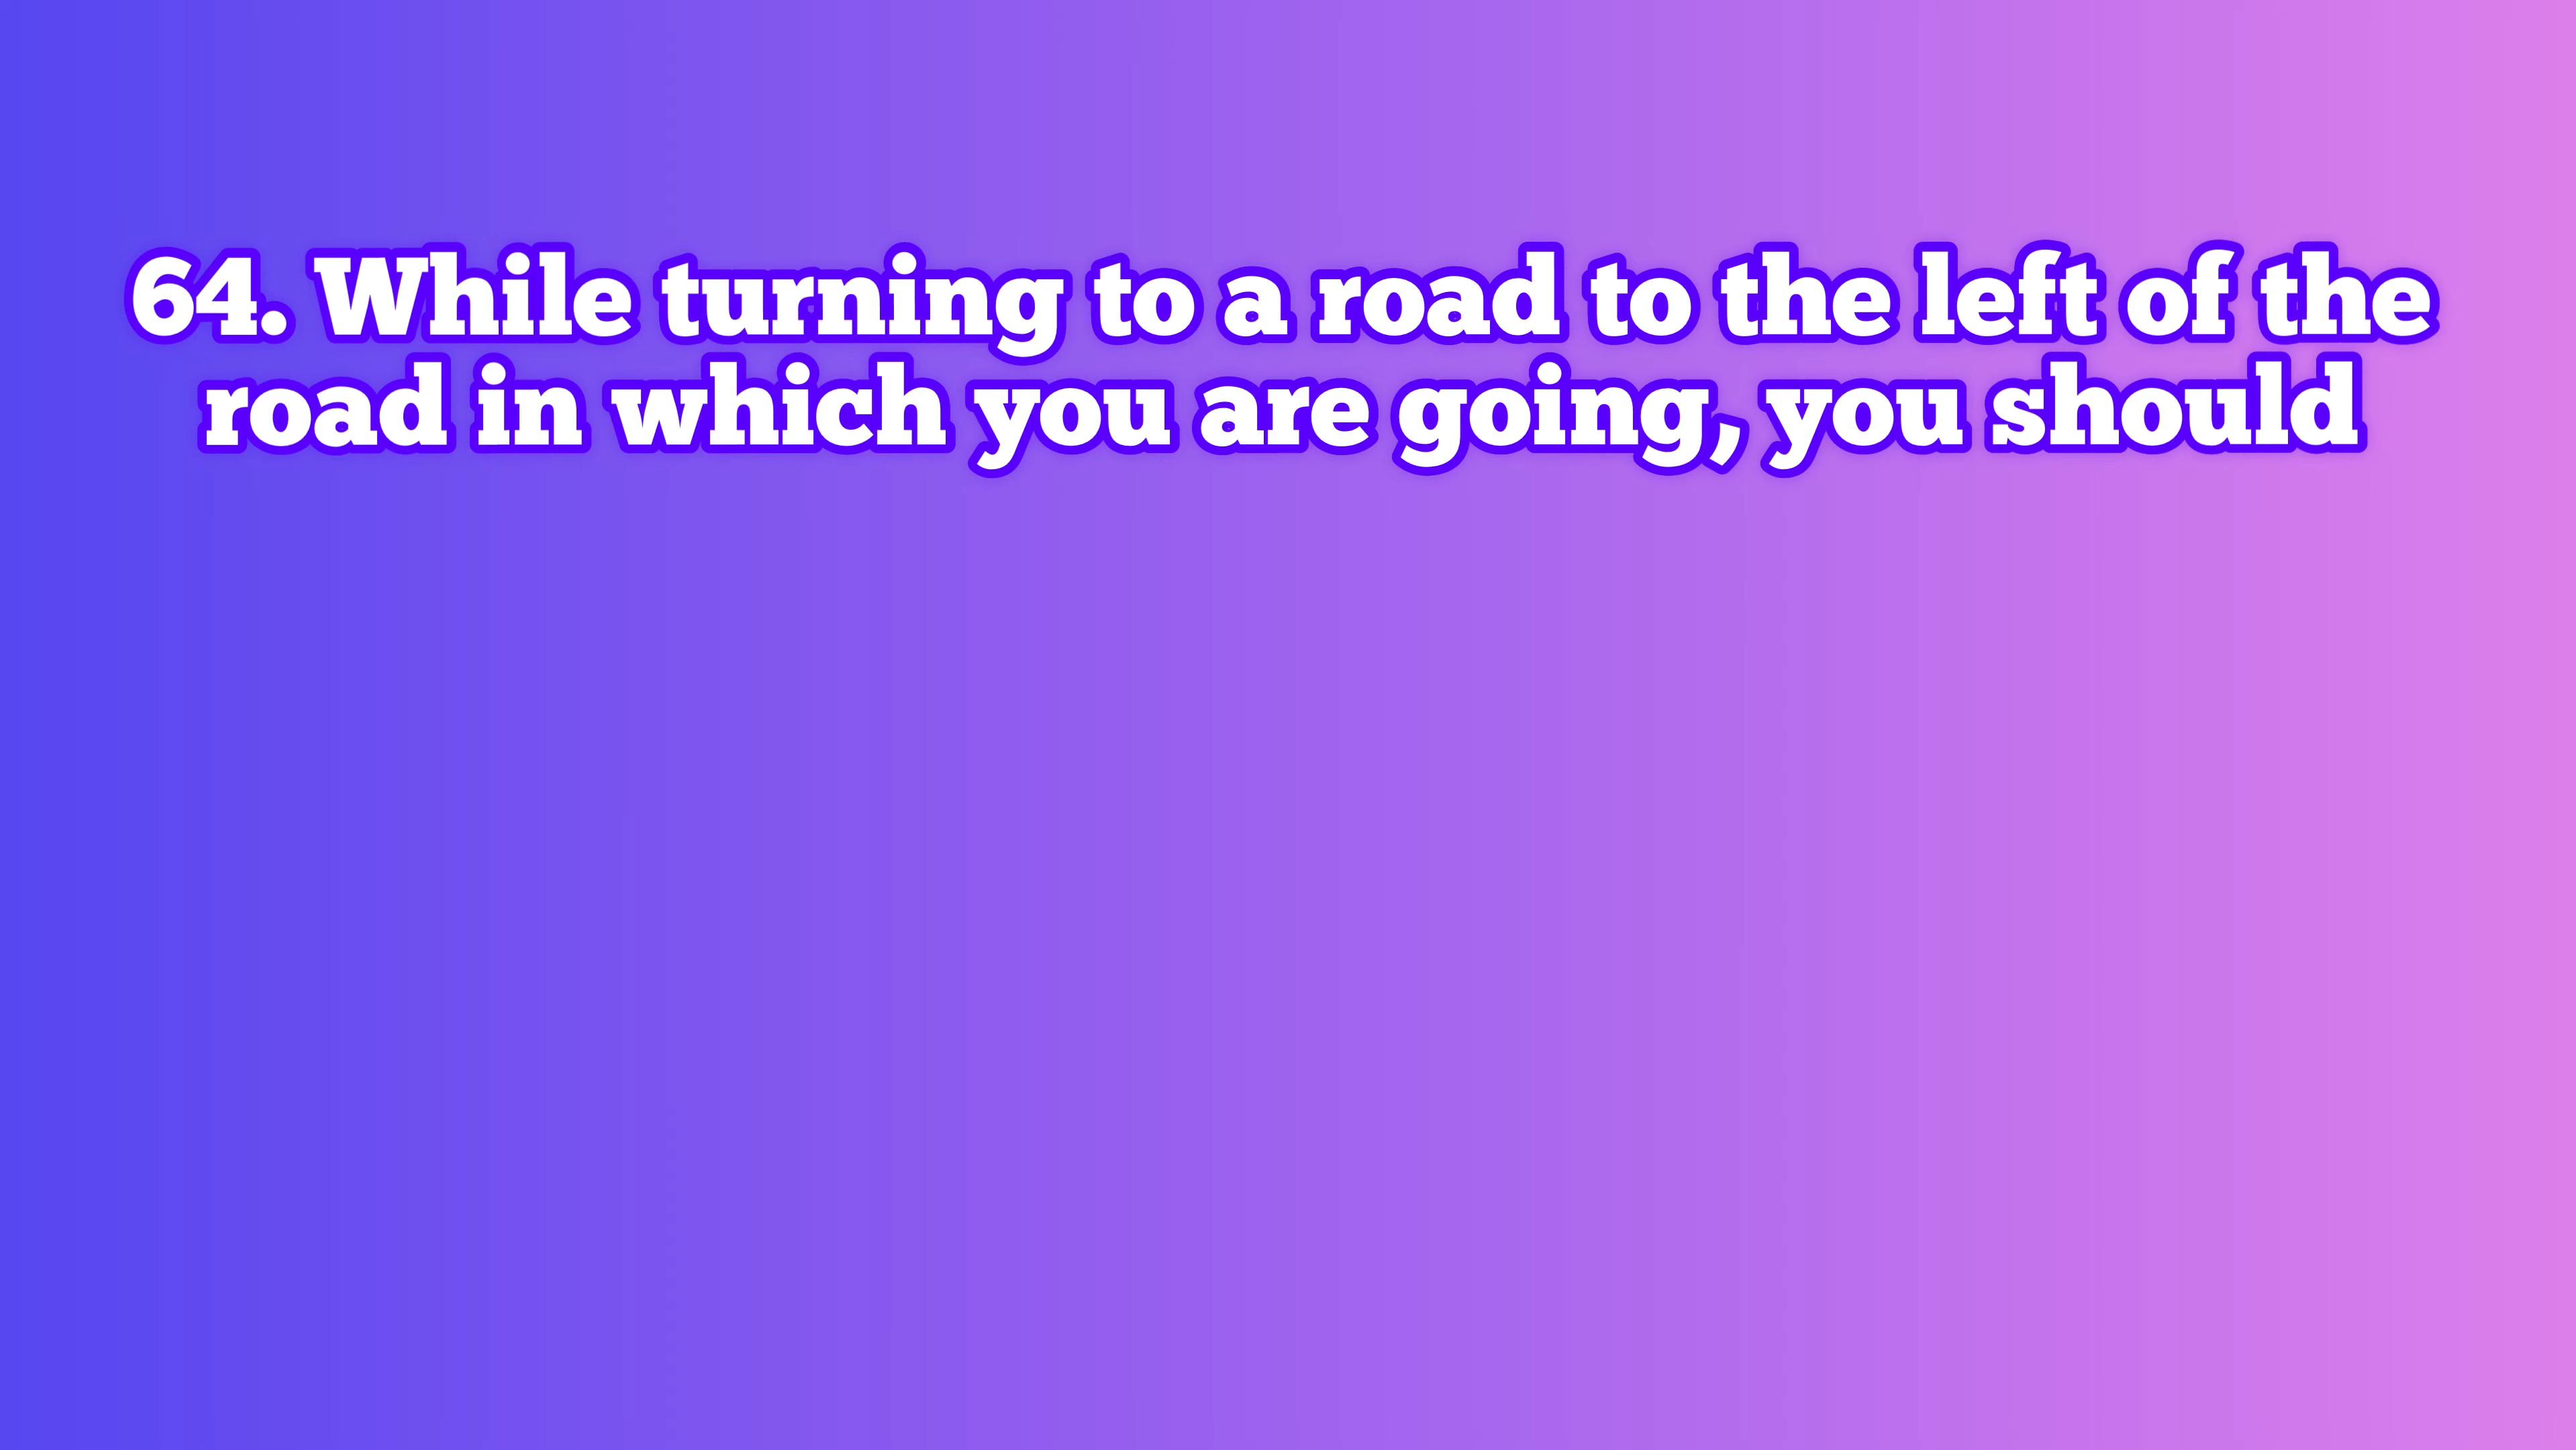 64. While turning to a road to the left of the
road in which you are going, you should